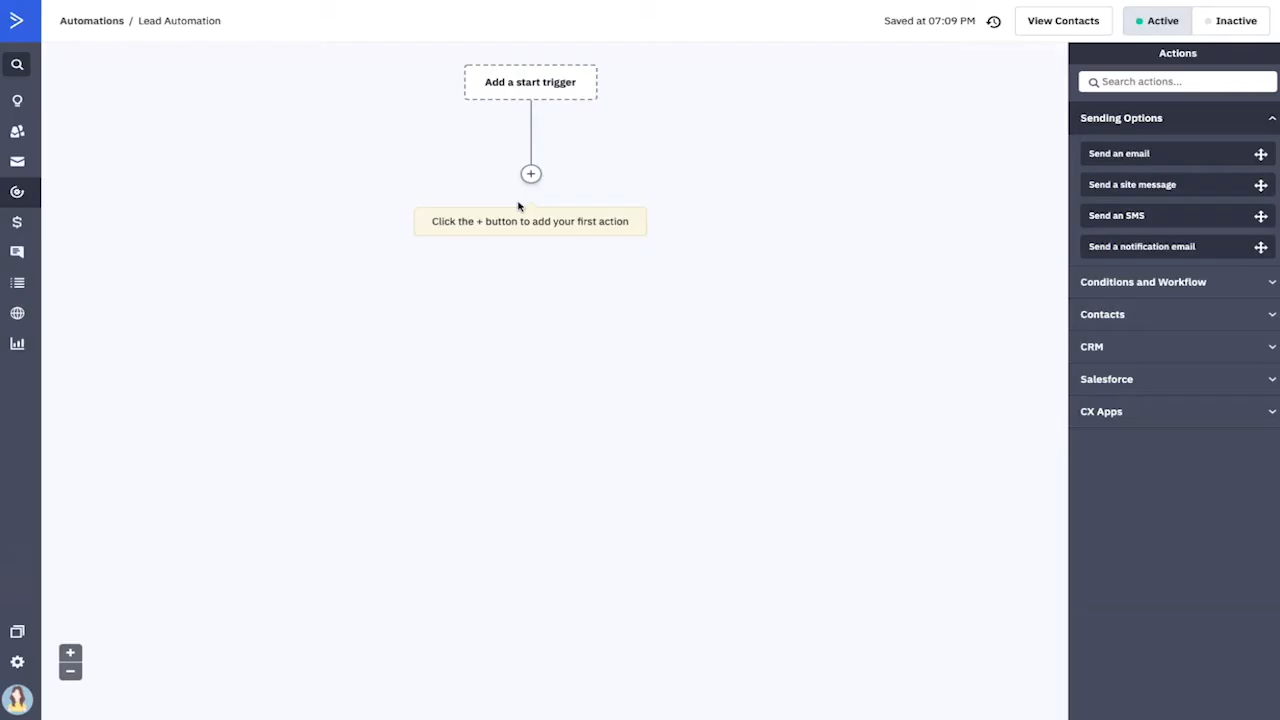 Automations / Lead Automation
Saved at 07:09 PM
View Contacts
Active
Inactive
Add a start trigger
+
Click the + button to add your first action
Actions
Search actions...
Sending Options
Send an email
Send a site message
Send an SMS
Send a notification email
Conditions and Workflow
Contacts
CRM
Salesforce
CX Apps
+
−